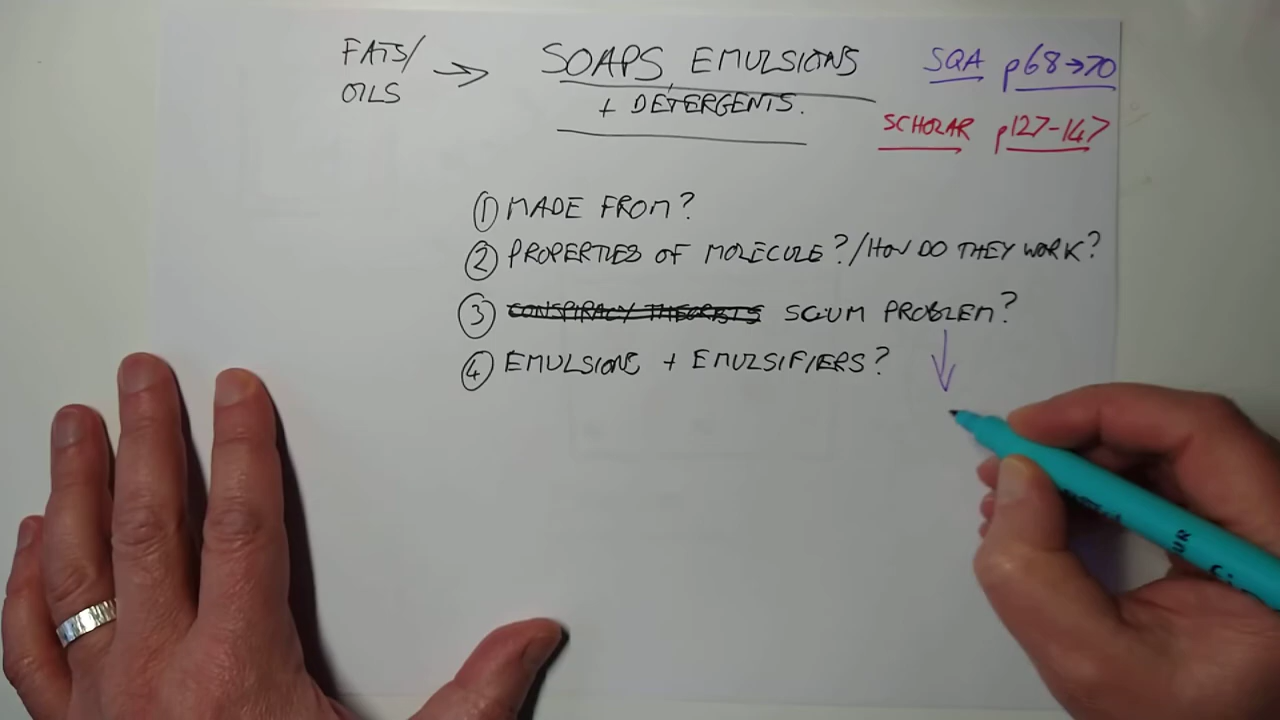 FATS/
OILS
→ SOAPS, EMULSIONS
+ DETERGENTS.
SQA p68→70
SCHOLAR p127-147
① MADE FROM?
② PROPERTIES OF MOLECULE?/HOW DO THEY WORK?
③ CONSPIRACY THEORISTS SCUM PROBLEM?
④ EMULSIONS + EMULSIFIERS?
UR